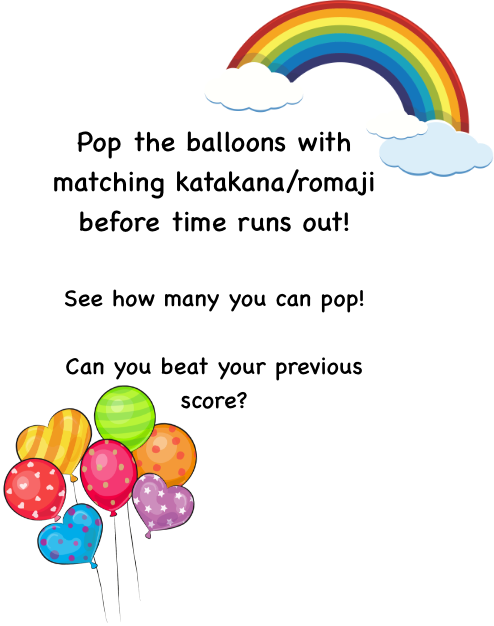 Pop the balloons with
matching katakana/romaji
before time runs out!
See how many you can pop!
Can you beat your previous
score?